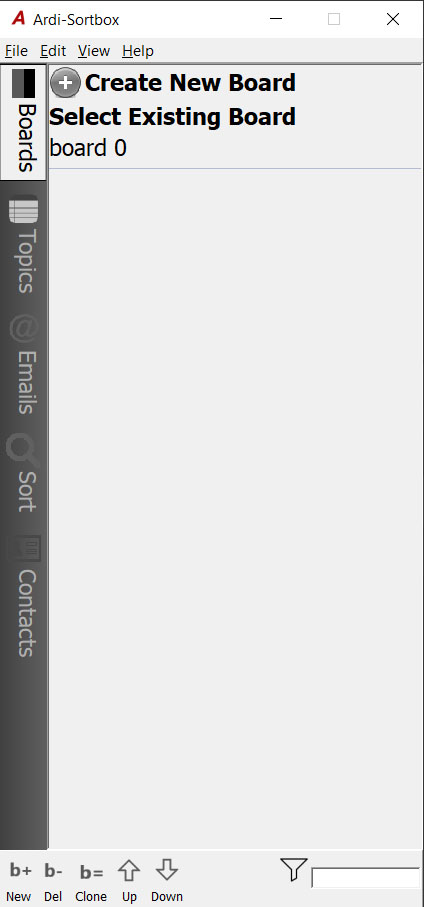 Ardi-Sortbox
File Edit View Help
Create New Board
Select Existing Board
board 0
Boards
Topics
@ Emails
Sort
Contacts
b+ b- b=
New Del Clone Up Down